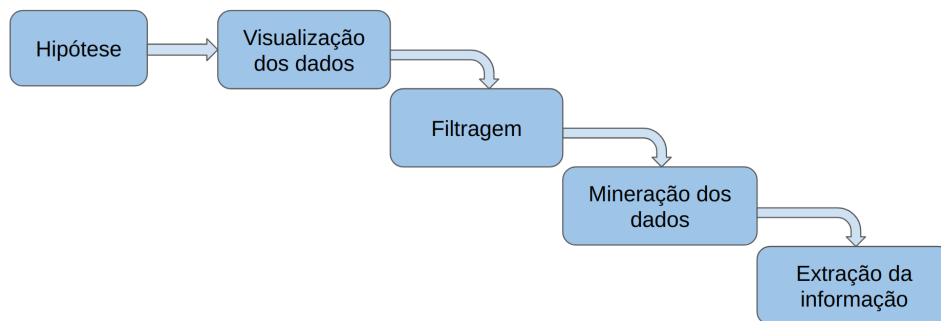 Hipótese
Visualização
dos dados
Filtragem
Mineração dos
dados
Extração da
informação